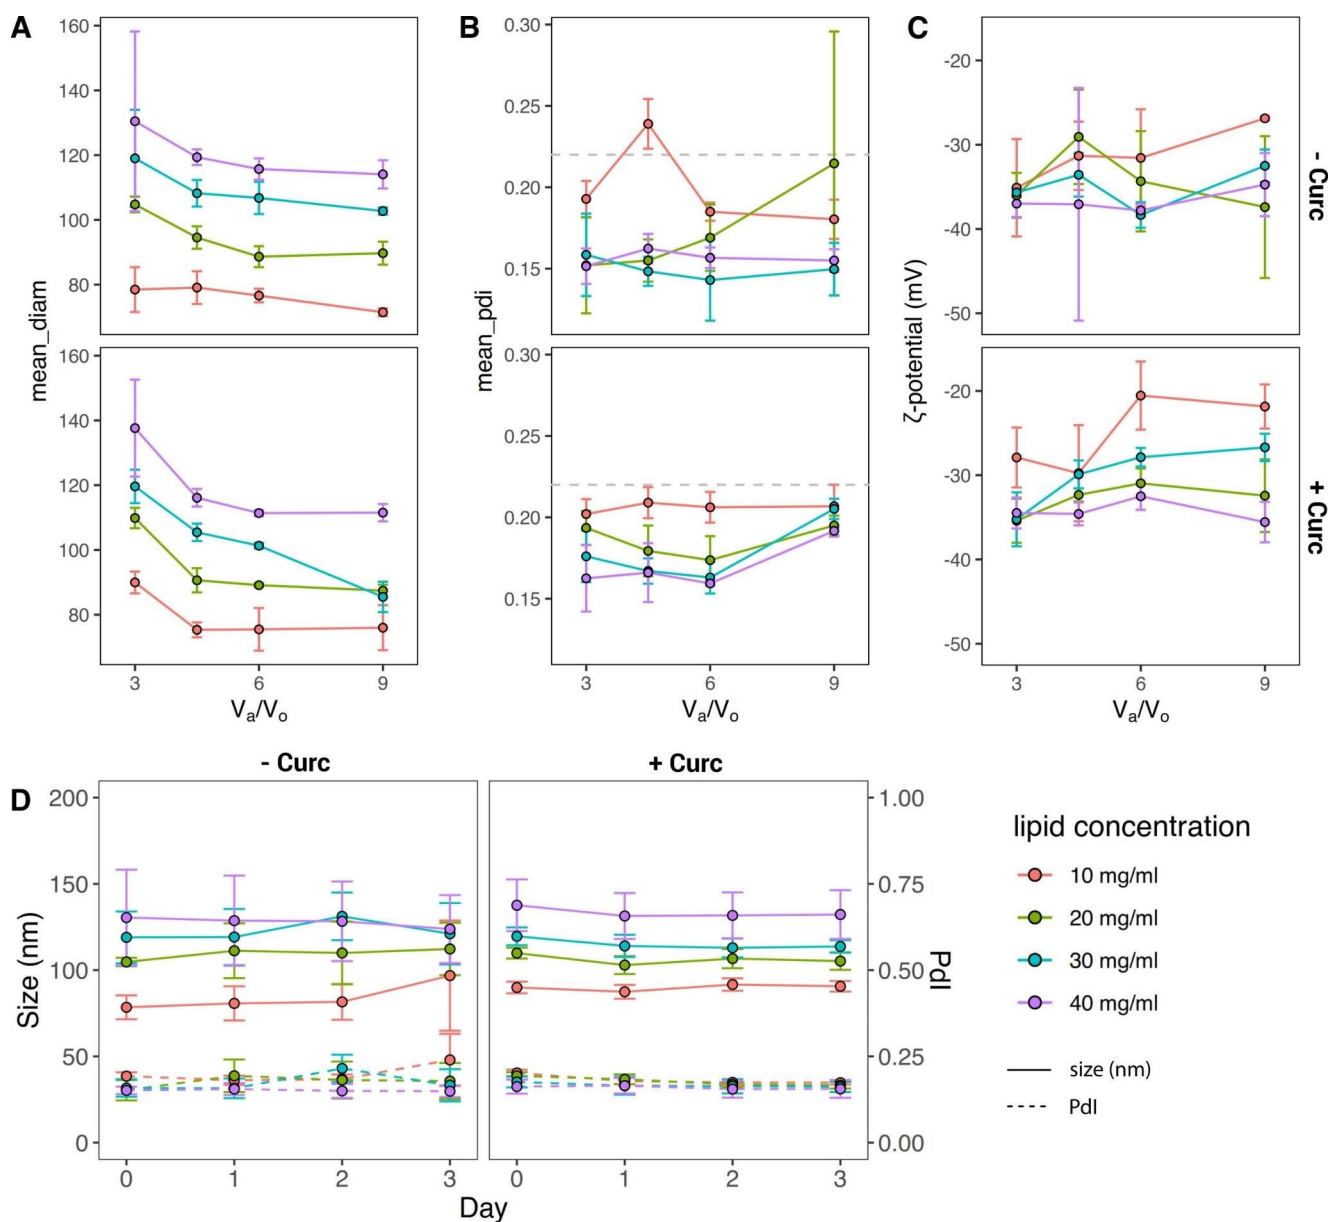 A
160
140
120
100
80
mean_diam
160
140
120
100
80
3
6
9
Va/Vo
B
0.30
0.25
0.20
0.15
mean_pdi
0.30
0.25
0.20
0.15
3
6
9
Va/Vo
C
-20
-30
-40
-50
ζ-potential (mV)
-20
-30
-40
-50
3
6
9
Va/Vo
- Curc
+ Curc
D
- Curc
+ Curc
200
150
100
50
0
Size (nm)
1.00
0.75
0.50
0.25
0.00
PdI
0
1
2
3
0
1
2
3
Day
lipid concentration
10 mg/ml
20 mg/ml
30 mg/ml
40 mg/ml
size (nm)
PdI